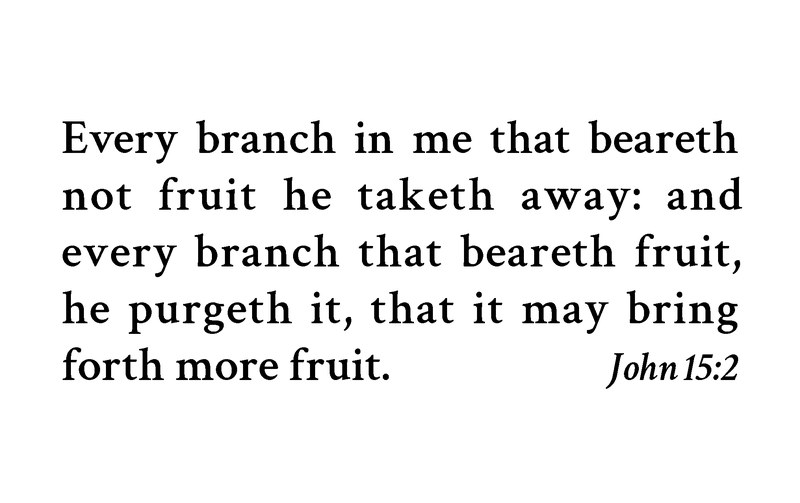 Every branch in me that beareth
not fruit he taketh away: and
every branch that beareth fruit,
he purgeth it, that it may bring
forth more fruit. John 15:2